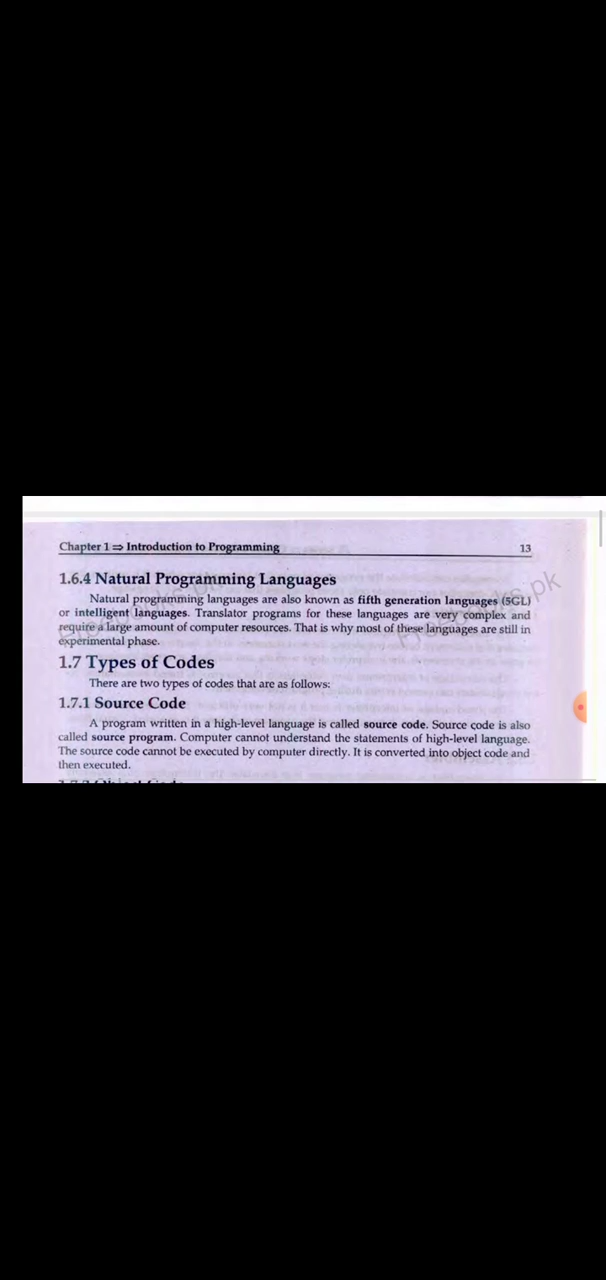 Chapter 1 ⇒ Introduction to Programming 13
1.6.4 Natural Programming Languages
Natural programming languages are also known as fifth generation languages (5GL)
or intelligent languages. Translator programs for these languages are very complex and
require a large amount of computer resources. That is why most of these languages are still in
experimental phase.
1.7 Types of Codes
There are two types of codes that are as follows:
1.7.1 Source Code
A program written in a high-level language is called source code. Source code is also
called source program. Computer cannot understand the statements of high-level language.
The source code cannot be executed by computer directly. It is converted into object code and
then executed.